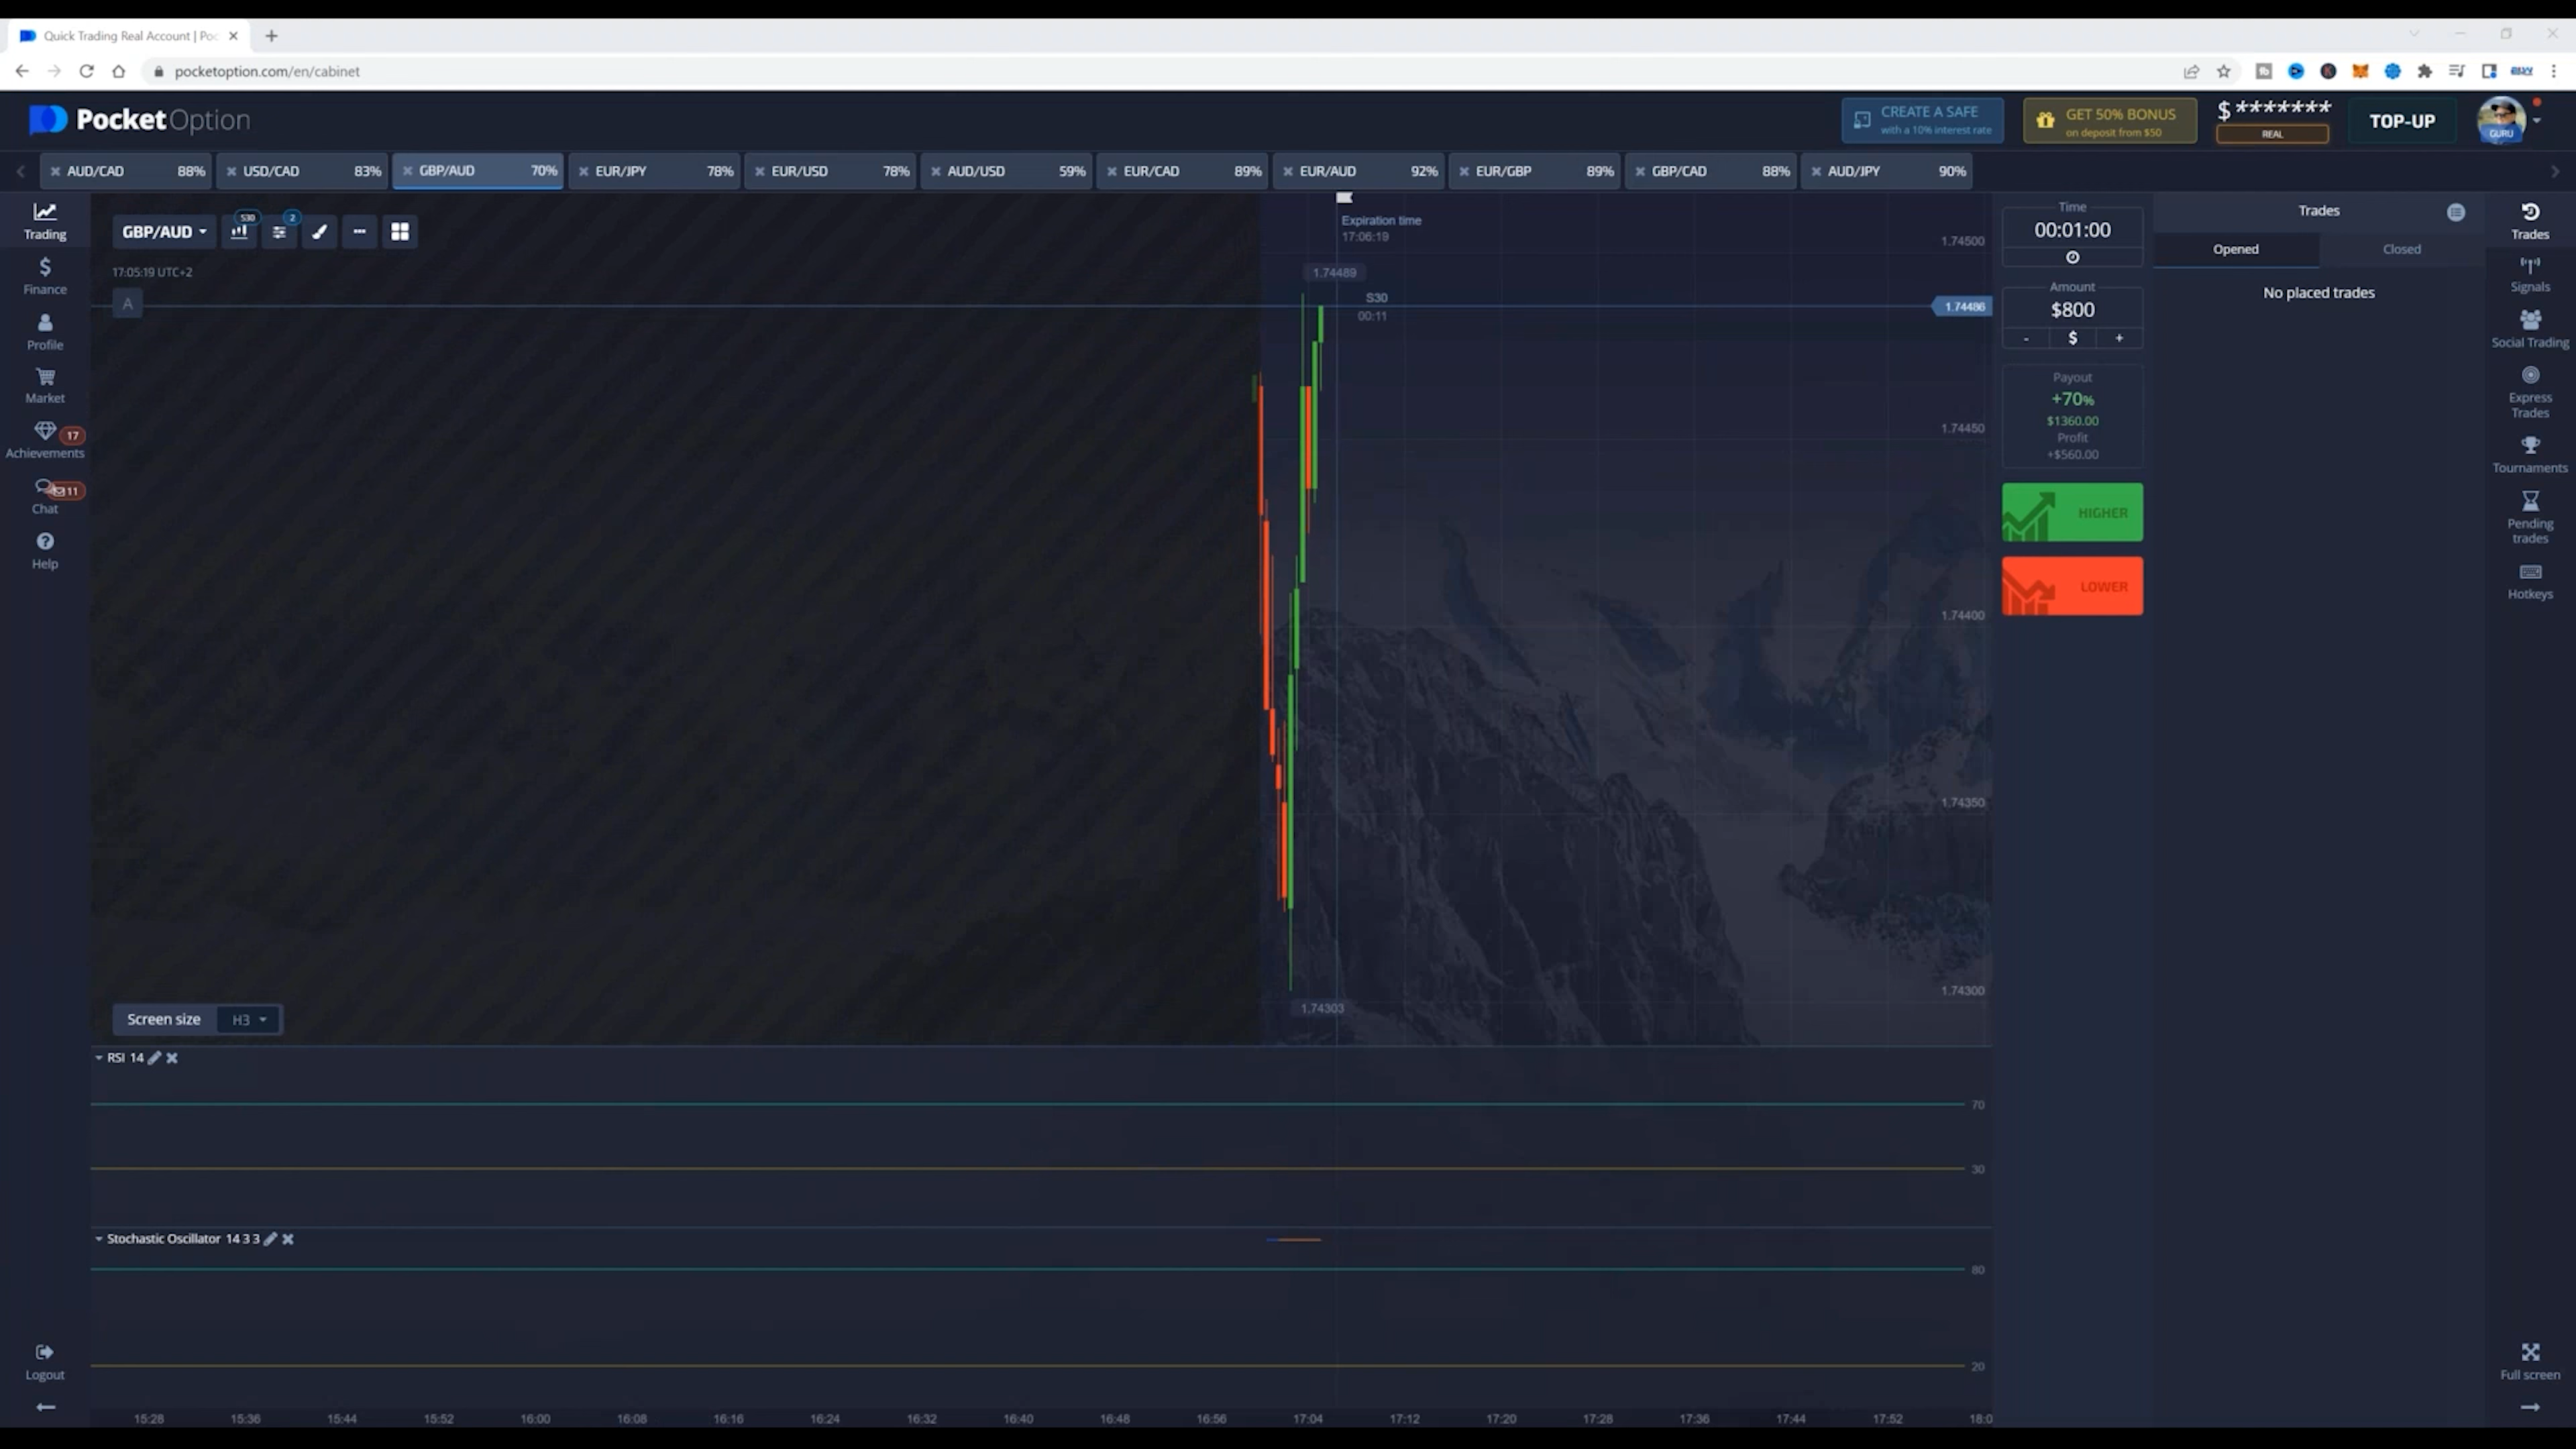 Quick Trading Real Account | Poc
pocketoption.com/en/cabinet
PocketOption
CREATE A SAFE
with a 10% interest rate
GET 50% BONUS
on deposit from $50
$ *******
REAL
TOP-UP
GURU
AUD/CAD 88%
USD/CAD 83%
GBP/AUD 70%
EUR/JPY 78%
EUR/USD 78%
AUD/USD 59%
EUR/CAD 89%
EUR/AUD 92%
EUR/GBP 89%
GBP/CAD 88%
AUD/JPY 90%
Trading
Finance
Profile
Market
17
Achievements
11
Chat
Help
Logout
GBP/AUD
S30
2
17:05:19 UTC+2
A
Expiration time
17:06:19
1.74489
S30
00:11
1.74500
1.74486
1.74450
1.74400
1.74350
1.74300
1.74303
Screen size H3
RSI 14
70
30
Stochastic Oscillator 14 3 3
80
20
15:28 15:36 15:44 15:52 16:00 16:08 16:16 16:24 16:32 16:40 16:48 16:56 17:04 17:12 17:20 17:28 17:36 17:44 17:52 18:0
Time
00:01:00
Amount
$800
- $ +
Payout
+70%
$1360.00
Profit
+$560.00
HIGHER
LOWER
Trades
Opened
Closed
No placed trades
Trades
Signals
Social Trading
Express
Trades
Tournaments
Pending
trades
Hotkeys
Full screen